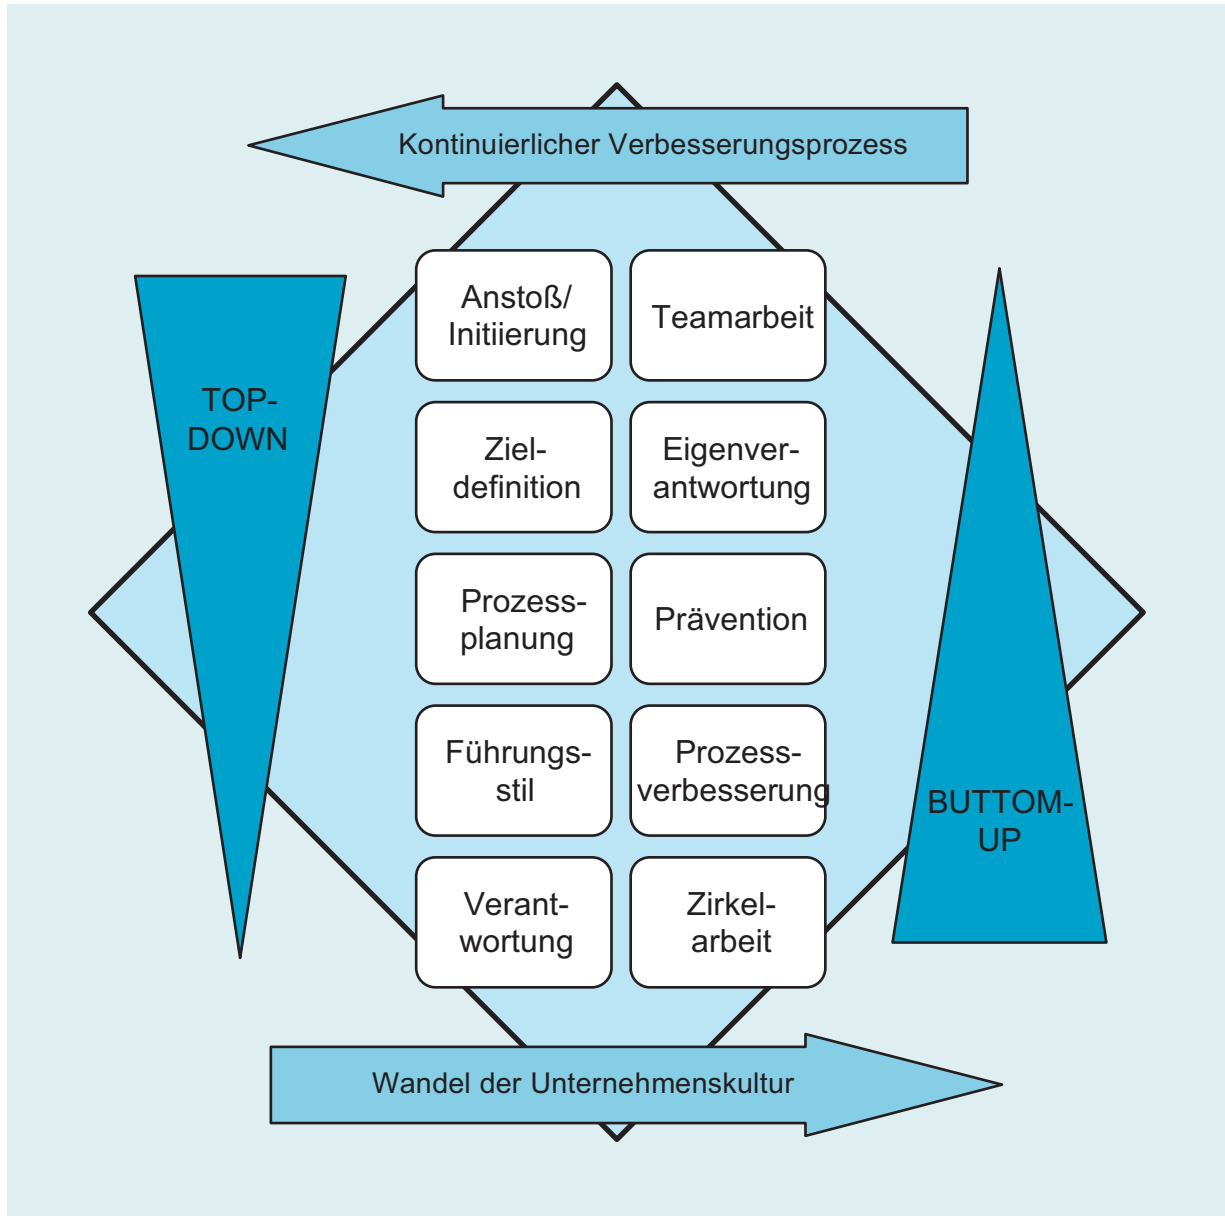 Kontinuierlicher Verbesserungsprozess
TOP-
DOWN
Anstoß/
Initiierung
Teamarbeit
Ziel-
definition
Eigenver-
antwortung
Prozess-
planung
Prävention
Führungs-
stil
Prozess-
verbesserung
Verant-
wortung
Zirkel-
arbeit
BUTTOM-
UP
Wandel der Unternehmenskultur